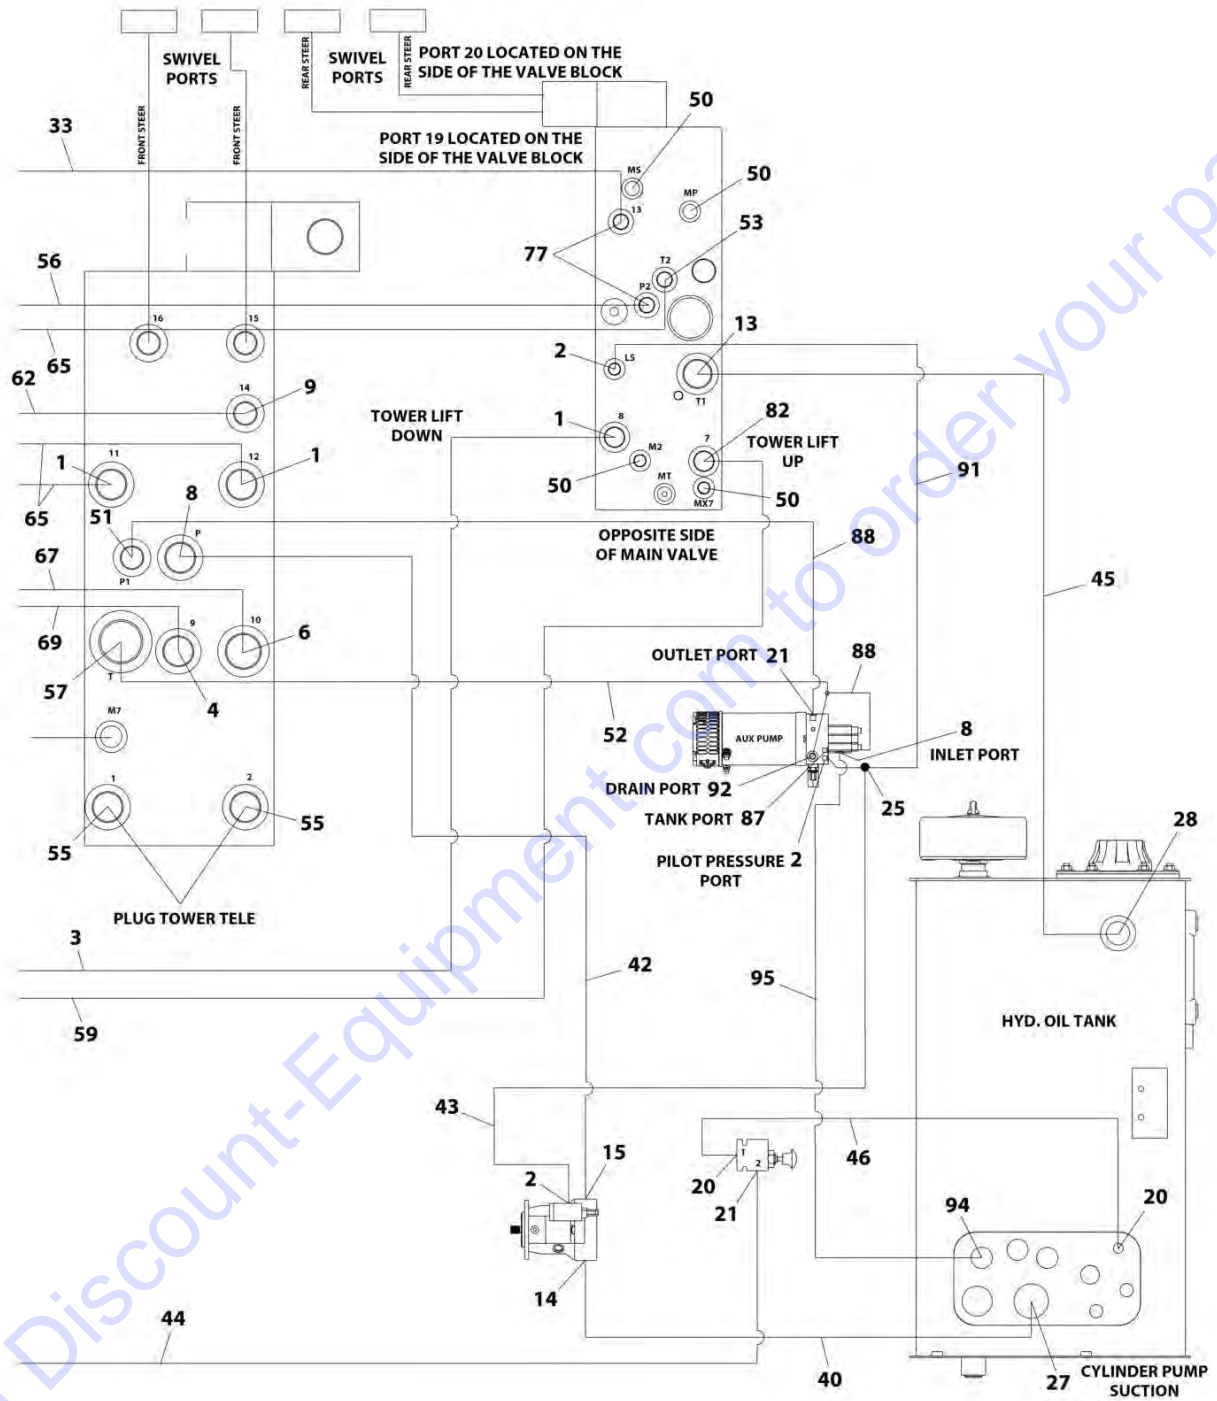 SWIVEL
PORTS
REAR STEER
SWIVEL
PORTS
REAR STEER
PORT 20 LOCATED ON THE
SIDE OF THE VALVE BLOCK
FRONT STEER
FRONT STEER
33
PORT 19 LOCATED ON THE
SIDE OF THE VALVE BLOCK
50
MS
MP
50
13
53
77
T2
P2
56
16
15
65
62
14
9
2
LS
13
T1
TOWER LIFT
DOWN
1
8
82
7
TOWER LIFT
UP
1
11
12
1
M2
50
MT
MX7
50
91
65
51
8
P
P1
OPPOSITE SIDE
OF MAIN VALVE
88
67
45
69
9
10
6
57
T
4
OUTLET PORT 21
88
52
M7
AUX PUMP
8
INLET PORT
DRAIN PORT 92
TANK PORT 87
25
1
2
55
55
PILOT PRESSURE 2
PORT
28
PLUG TOWER TELE
3
42
95
59
HYD. OIL TANK
43
15
1
2
46
2
20
21
94
20
14
44
40
27
CYLINDER PUMP
SUCTION
Discount-Equipment.com to order your pa